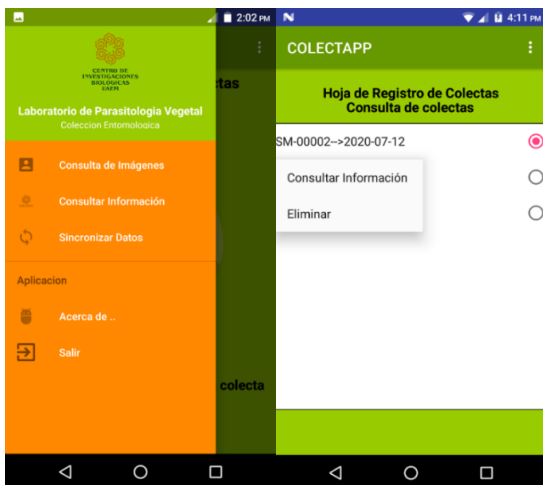 2:02 PM
CENTRO DE
INVESTIGACIONES
BIOLÓGICAS
UAEM
Laboratorio de Parasitologia Vegetal
Coleccion Entomologica
tas
Consulta de Imágenes
Consultar Información
Sincronizar Datos
Aplicacion
Acerca de ..
Salir
colecta
4:11 PM
COLECTAPP
Hoja de Registro de Colectas
Consulta de colectas
SM-00002-->2020-07-12
Consultar Información
Eliminar